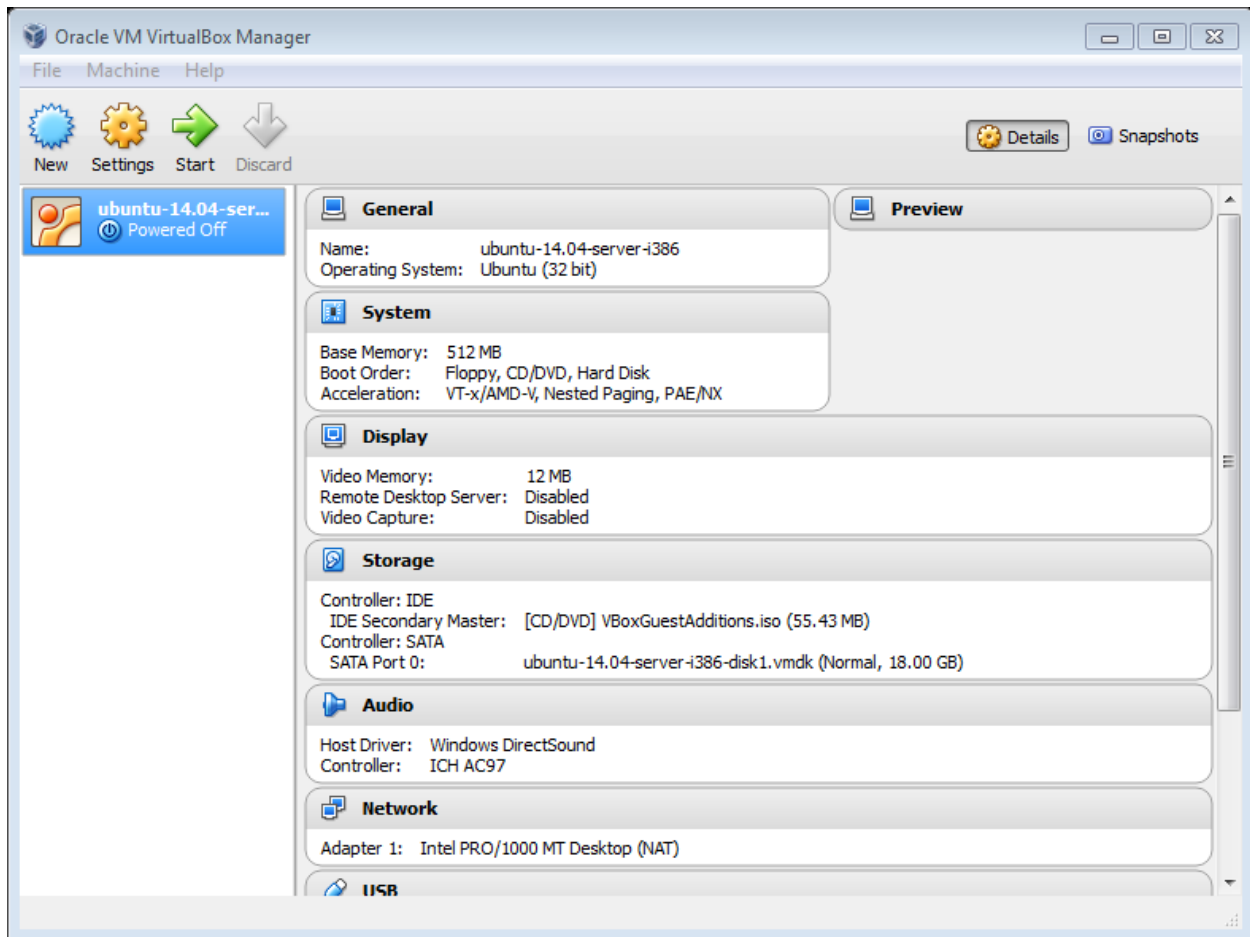 Oracle VM VirtualBox Manager
File Machine Help
New Settings Start Discard
Details Snapshots
ubuntu-14.04-ser...
Powered Off
General
Name: ubuntu-14.04-server-i386
Operating System: Ubuntu (32 bit)
Preview
System
Base Memory: 512 MB
Boot Order: Floppy, CD/DVD, Hard Disk
Acceleration: VT-x/AMD-V, Nested Paging, PAE/NX
Display
Video Memory: 12 MB
Remote Desktop Server: Disabled
Video Capture: Disabled
Storage
Controller: IDE
IDE Secondary Master: [CD/DVD] VBoxGuestAdditions.iso (55.43 MB)
Controller: SATA
SATA Port 0: ubuntu-14.04-server-i386-disk1.vmdk (Normal, 18.00 GB)
Audio
Host Driver: Windows DirectSound
Controller: ICH AC97
Network
Adapter 1: Intel PRO/1000 MT Desktop (NAT)
USB